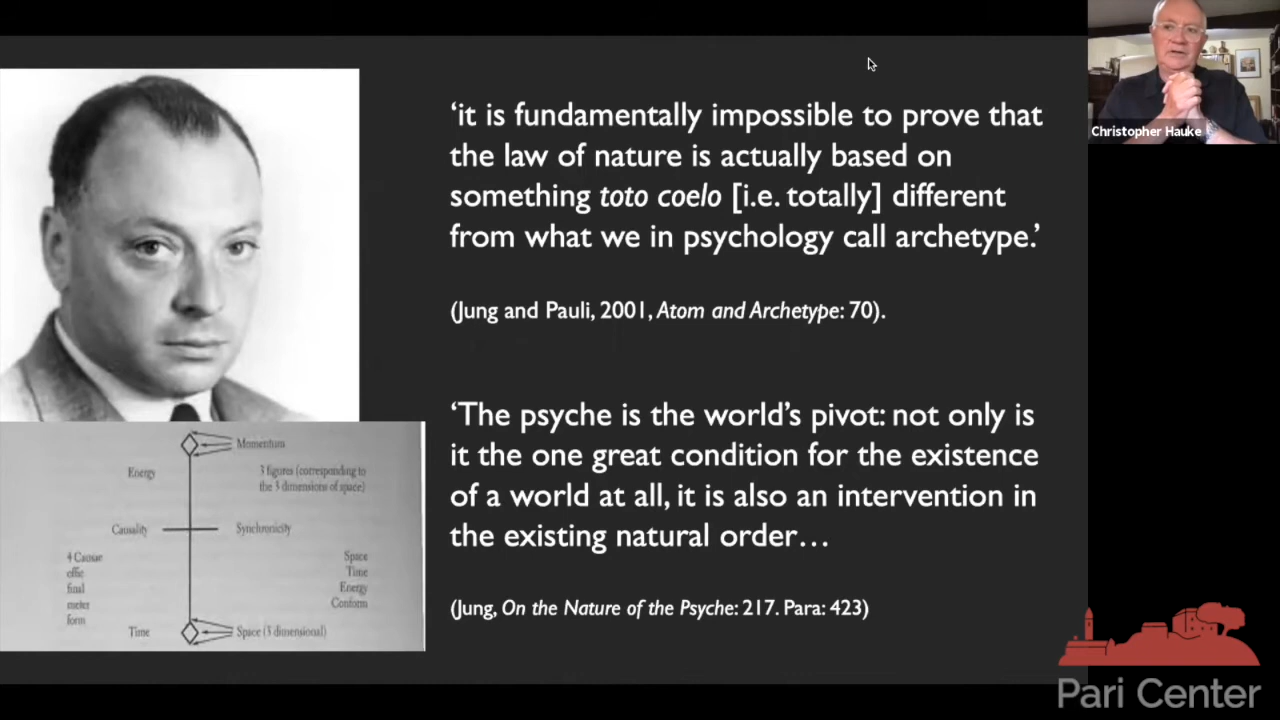 ‘it is fundamentally impossible to prove that
the law of nature is actually based on
something toto coelo [i.e. totally] different
from what we in psychology call archetype.’
(Jung and Pauli, 2001, Atom and Archetype: 70).
‘The psyche is the world’s pivot: not only is
it the one great condition for the existence
of a world at all, it is also an intervention in
the existing natural order…
(Jung, On the Nature of the Psyche: 217. Para: 423)
Momentum
Energy
3 figures (corresponding to
the 3 dimensions of space)
Causality
Synchronicity
4 Causae
effic
final
mater
form
Space
Time
Energy
Conform
Time
Space (3 dimensional)
Christopher Hauke
Pari Center